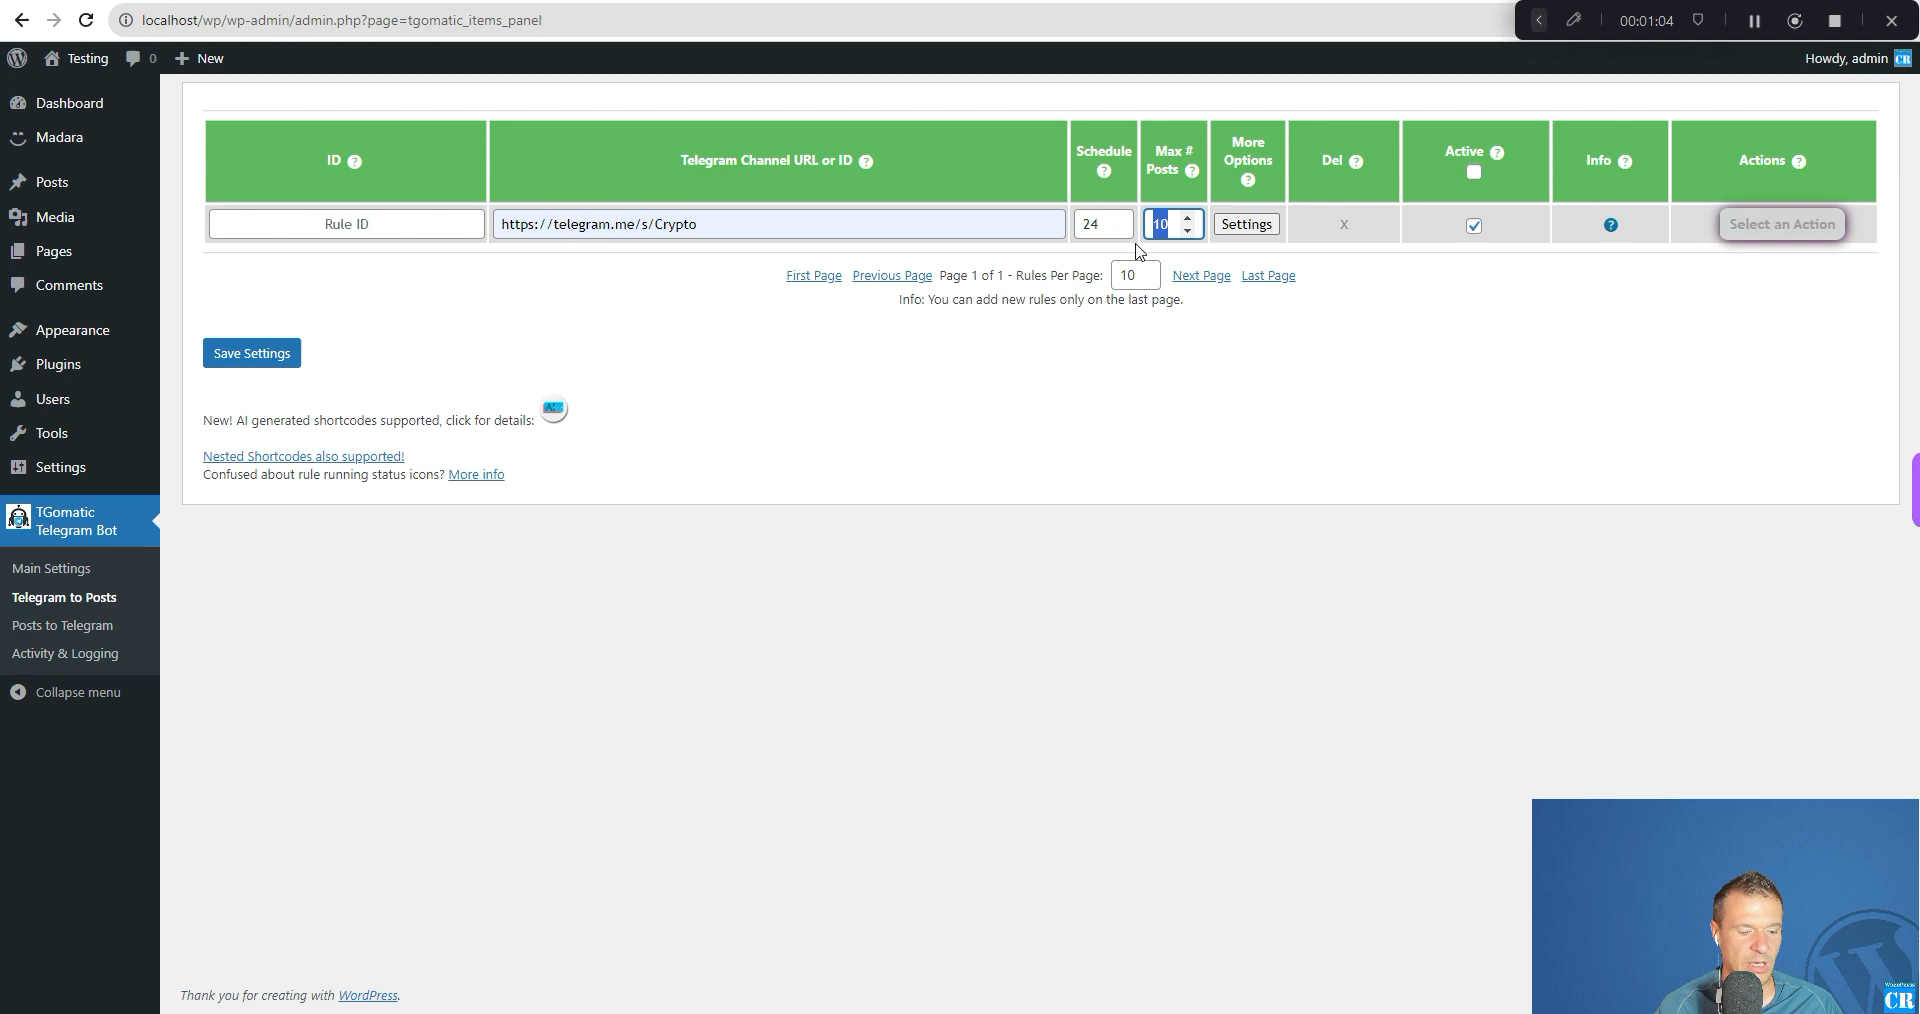 localhost/wp/wp-admin/admin.php?page=tgomatic_items_panel
00:01:04
Testing
0
New
Howdy, admin
CR
Dashboard
Madara
Posts
Media
Pages
Comments
Appearance
Plugins
Users
Tools
Settings
TGomatic
Telegram Bot
Main Settings
Telegram to Posts
Posts to Telegram
Activity & Logging
Collapse menu
ID ?
Telegram Channel URL or ID ?
Schedule
?
Max #
Posts ?
More
Options
?
Del ?
Active ?
Info ?
Actions ?
Rule ID
https://telegram.me/s/Crypto
24
10
Settings
X
?
Select an Action
First Page Previous Page Page 1 of 1 - Rules Per Page: 10 Next Page Last Page
Info: You can add new rules only on the last page.
Save Settings
New! AI generated shortcodes supported, click for details:
Nested Shortcodes also supported!
Confused about rule running status icons? More info
Thank you for creating with WordPress.
WORDPRESS
CR